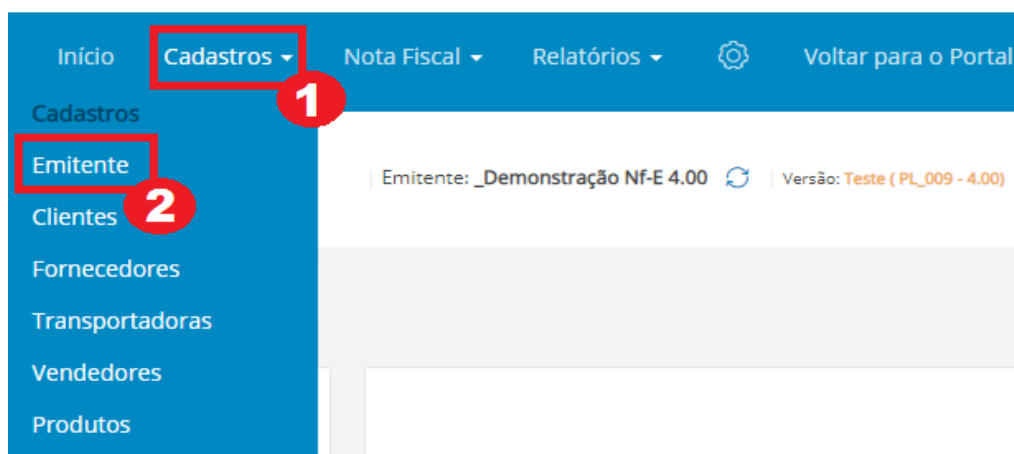 Início Cadastros Nota Fiscal Relatórios Voltar para o Portal
1
Cadastros
Emitente
2
Clientes
Fornecedores
Transportadoras
Vendedores
Produtos
Emitente: _Demonstração Nf-E 4.00 Versão: Teste ( PL_009 - 4.00)